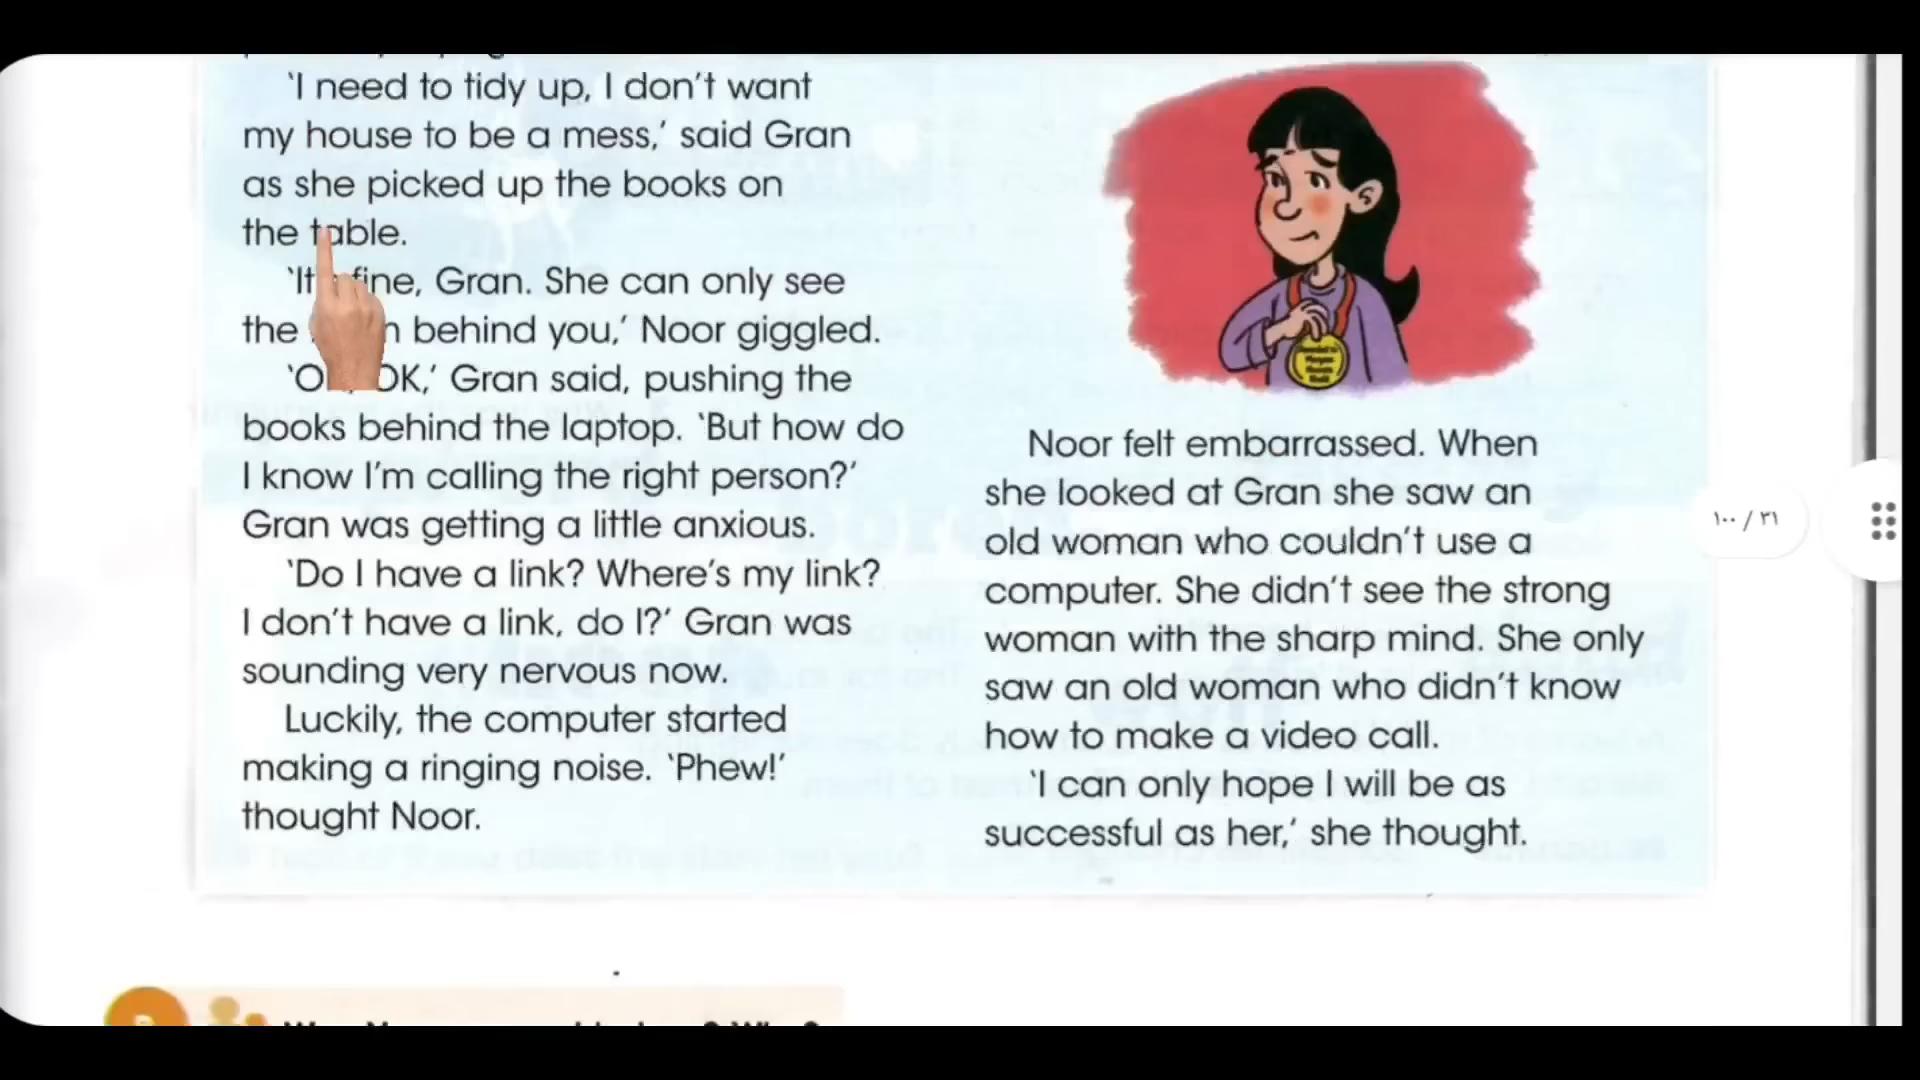 'I need to tidy up, I don't want
my house to be a mess,' said Gran
as she picked up the books on
the table.
fine, Gran. She can only see
the behind you,' Noor giggled.
OK,' Gran said, pushing the
books behind the laptop. 'But how do
I know I'm calling the right person?'
Gran was getting a little anxious.
'Do I have a link? Where's my link?
I don't have a link, do I?' Gran was
sounding very nervous now.
Luckily, the computer started
making a ringing noise. 'Phew!'
thought Noor.
Noor felt embarrassed. When
she looked at Gran she saw an
old woman who couldn't use a
computer. She didn't see the strong
woman with the sharp mind. She only
saw an old woman who didn't know
how to make a video call.
'I can only hope I will be as
successful as her,' she thought.
١٠٠ / ٣١